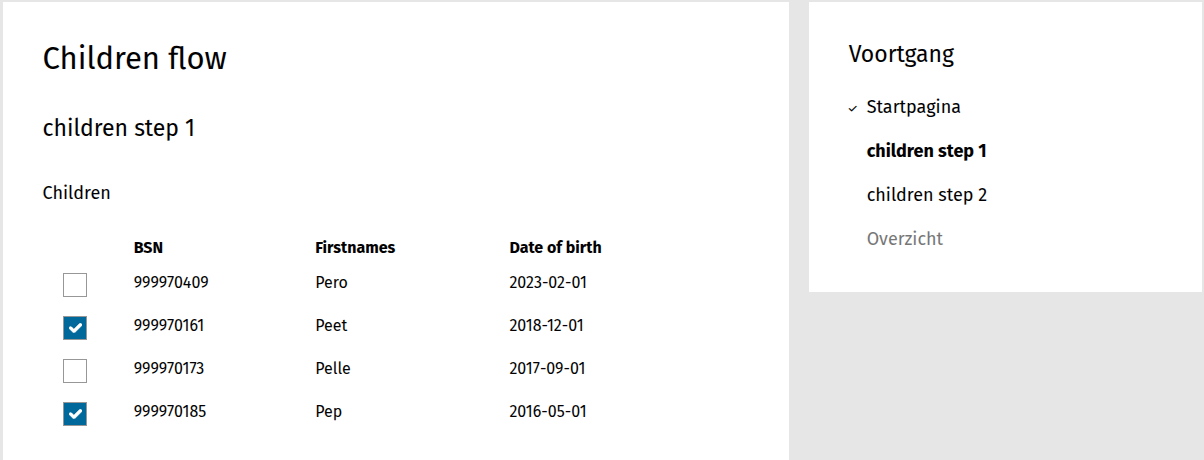 Children flow
children step 1
Children
BSN Firstnames Date of birth
999970409 Pero 2023-02-01
999970161 Peet 2018-12-01
999970173 Pelle 2017-09-01
999970185 Pep 2016-05-01
Voortgang
Startpagina
children step 1
children step 2
Overzicht